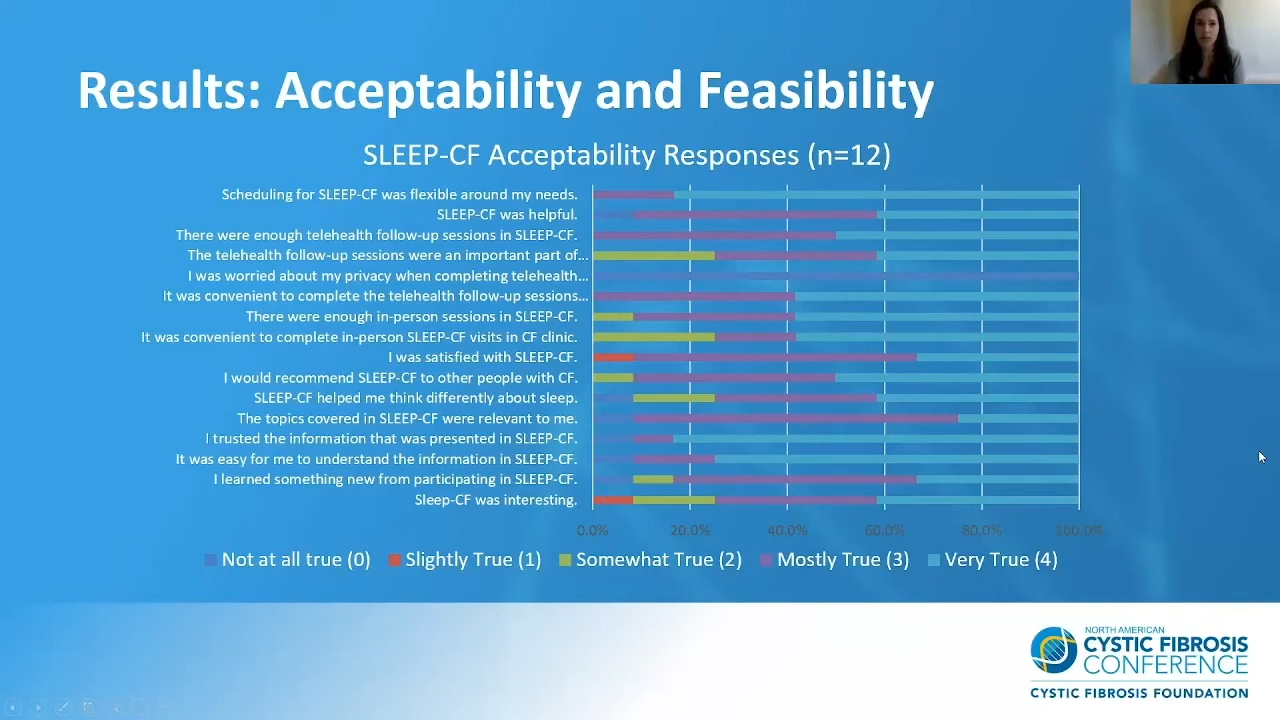 Results: Acceptability and Feasibility
SLEEP-CF Acceptability Responses (n=12)
Scheduling for SLEEP-CF was flexible around my needs.
SLEEP-CF was helpful.
There were enough telehealth follow-up sessions in SLEEP-CF.
The telehealth follow-up sessions were an important part of...
I was worried about my privacy when completing telehealth...
It was convenient to complete the telehealth follow-up sessions...
There were enough in-person sessions in SLEEP-CF.
It was convenient to complete in-person SLEEP-CF visits in CF clinic.
I was satisfied with SLEEP-CF.
I would recommend SLEEP-CF to other people with CF.
SLEEP-CF helped me think differently about sleep.
The topics covered in SLEEP-CF were relevant to me.
I trusted the information that was presented in SLEEP-CF.
It was easy for me to understand the information in SLEEP-CF.
I learned something new from participating in SLEEP-CF.
Sleep-CF was interesting.
0.0% 20.0% 40.0% 60.0% 80.0% 100.0%
Not at all true (0) Slightly True (1) Somewhat True (2) Mostly True (3) Very True (4)
NORTH AMERICAN
CYSTIC FIBROSIS
CONFERENCE
CYSTIC FIBROSIS FOUNDATION